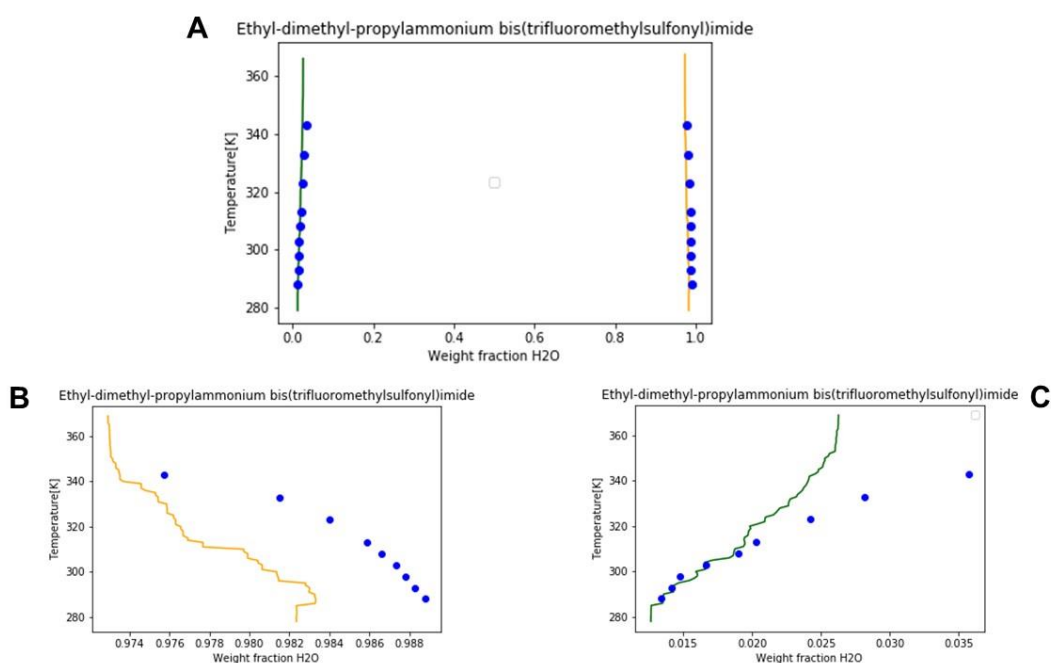 A
Ethyl-dimethyl-propylammonium bis(trifluoromethylsulfonyl)imide
Temperature[K]
360
340
320
300
280
0.0 0.2 0.4 0.6 0.8 1.0
Weight fraction H2O
B
Ethyl-dimethyl-propylammonium bis(trifluoromethylsulfonyl)imide
Temperature[K]
360
340
320
300
280
0.974 0.976 0.978 0.980 0.982 0.984 0.986 0.988
Weight fraction H2O
C
Ethyl-dimethyl-propylammonium bis(trifluoromethylsulfonyl)imide
Temperature[K]
360
340
320
300
280
0.015 0.020 0.025 0.030 0.035
Weight fraction H2O